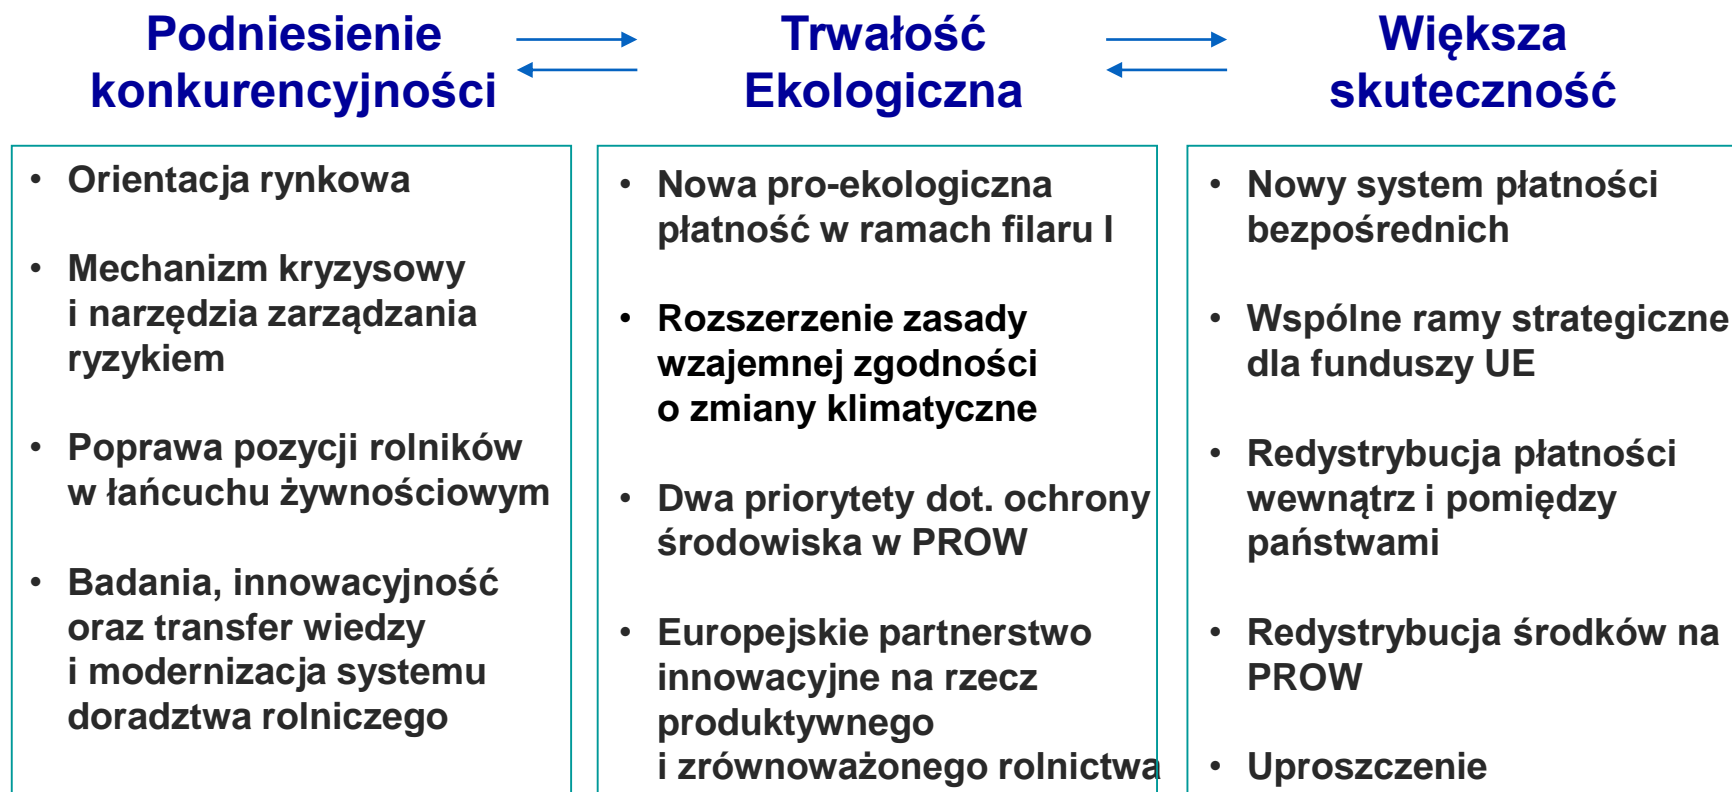 Podniesienie
konkurencyjności
Trwałość
Ekologiczna
Większa
skuteczność
• Orientacja rynkowa
• Mechanizm kryzysowy
i narzędzia zarządzania
ryzykiem
• Poprawa pozycji rolników
w łańcuchu żywnościowym
• Badania, innowacyjność
oraz transfer wiedzy
i modernizacja systemu
doradztwa rolniczego
• Nowa pro-ekologiczna
płatność w ramach filaru I
• Rozszerzenie zasady
wzajemnej zgodności
o zmiany klimatyczne
• Dwa priorytety dot. ochrony
środowiska w PROW
• Europejskie partnerstwo
innowacyjne na rzecz
produktywnego
i zrównoważonego rolnictwa
• Nowy system płatności
bezpośrednich
• Wspólne ramy strategiczne
dla funduszy UE
• Redystrybucja płatności
wewnątrz i pomiędzy
państwami
• Redystrybucja środków na
PROW
• Uproszczenie